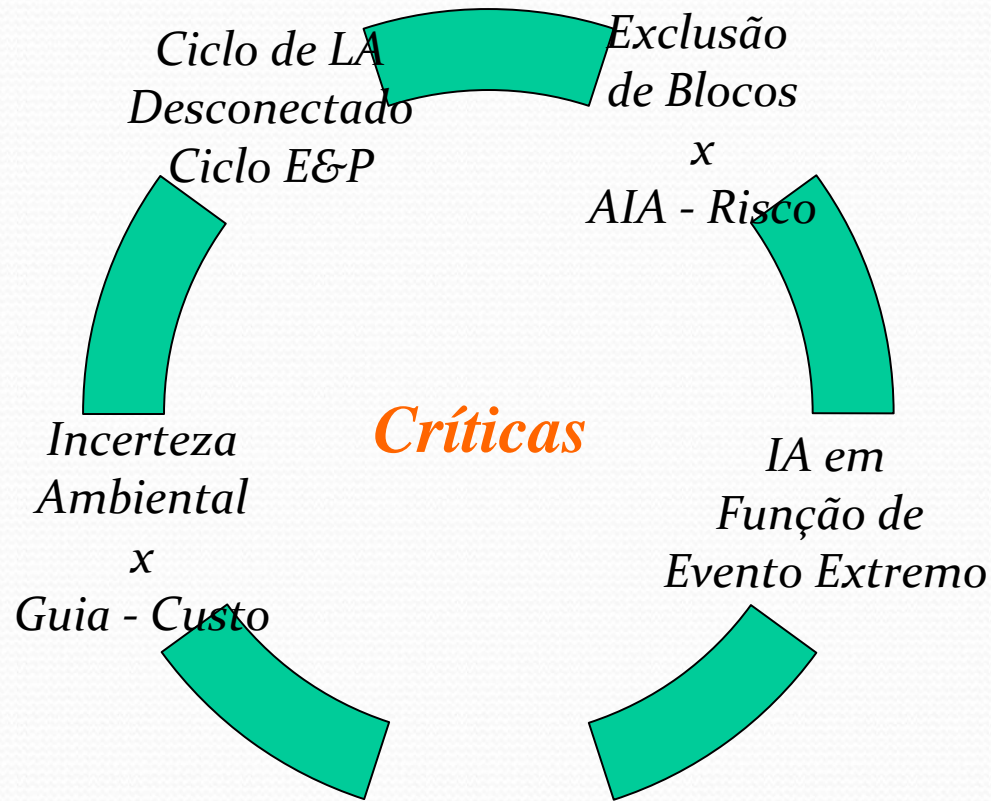 Ciclo de LA
Desconectado
Ciclo E&P
Exclusão
de Blocos
x
AIA - Risco
Críticas
Incerteza
Ambiental
x
Guia - Custo
IA em
Função de
Evento Extremo